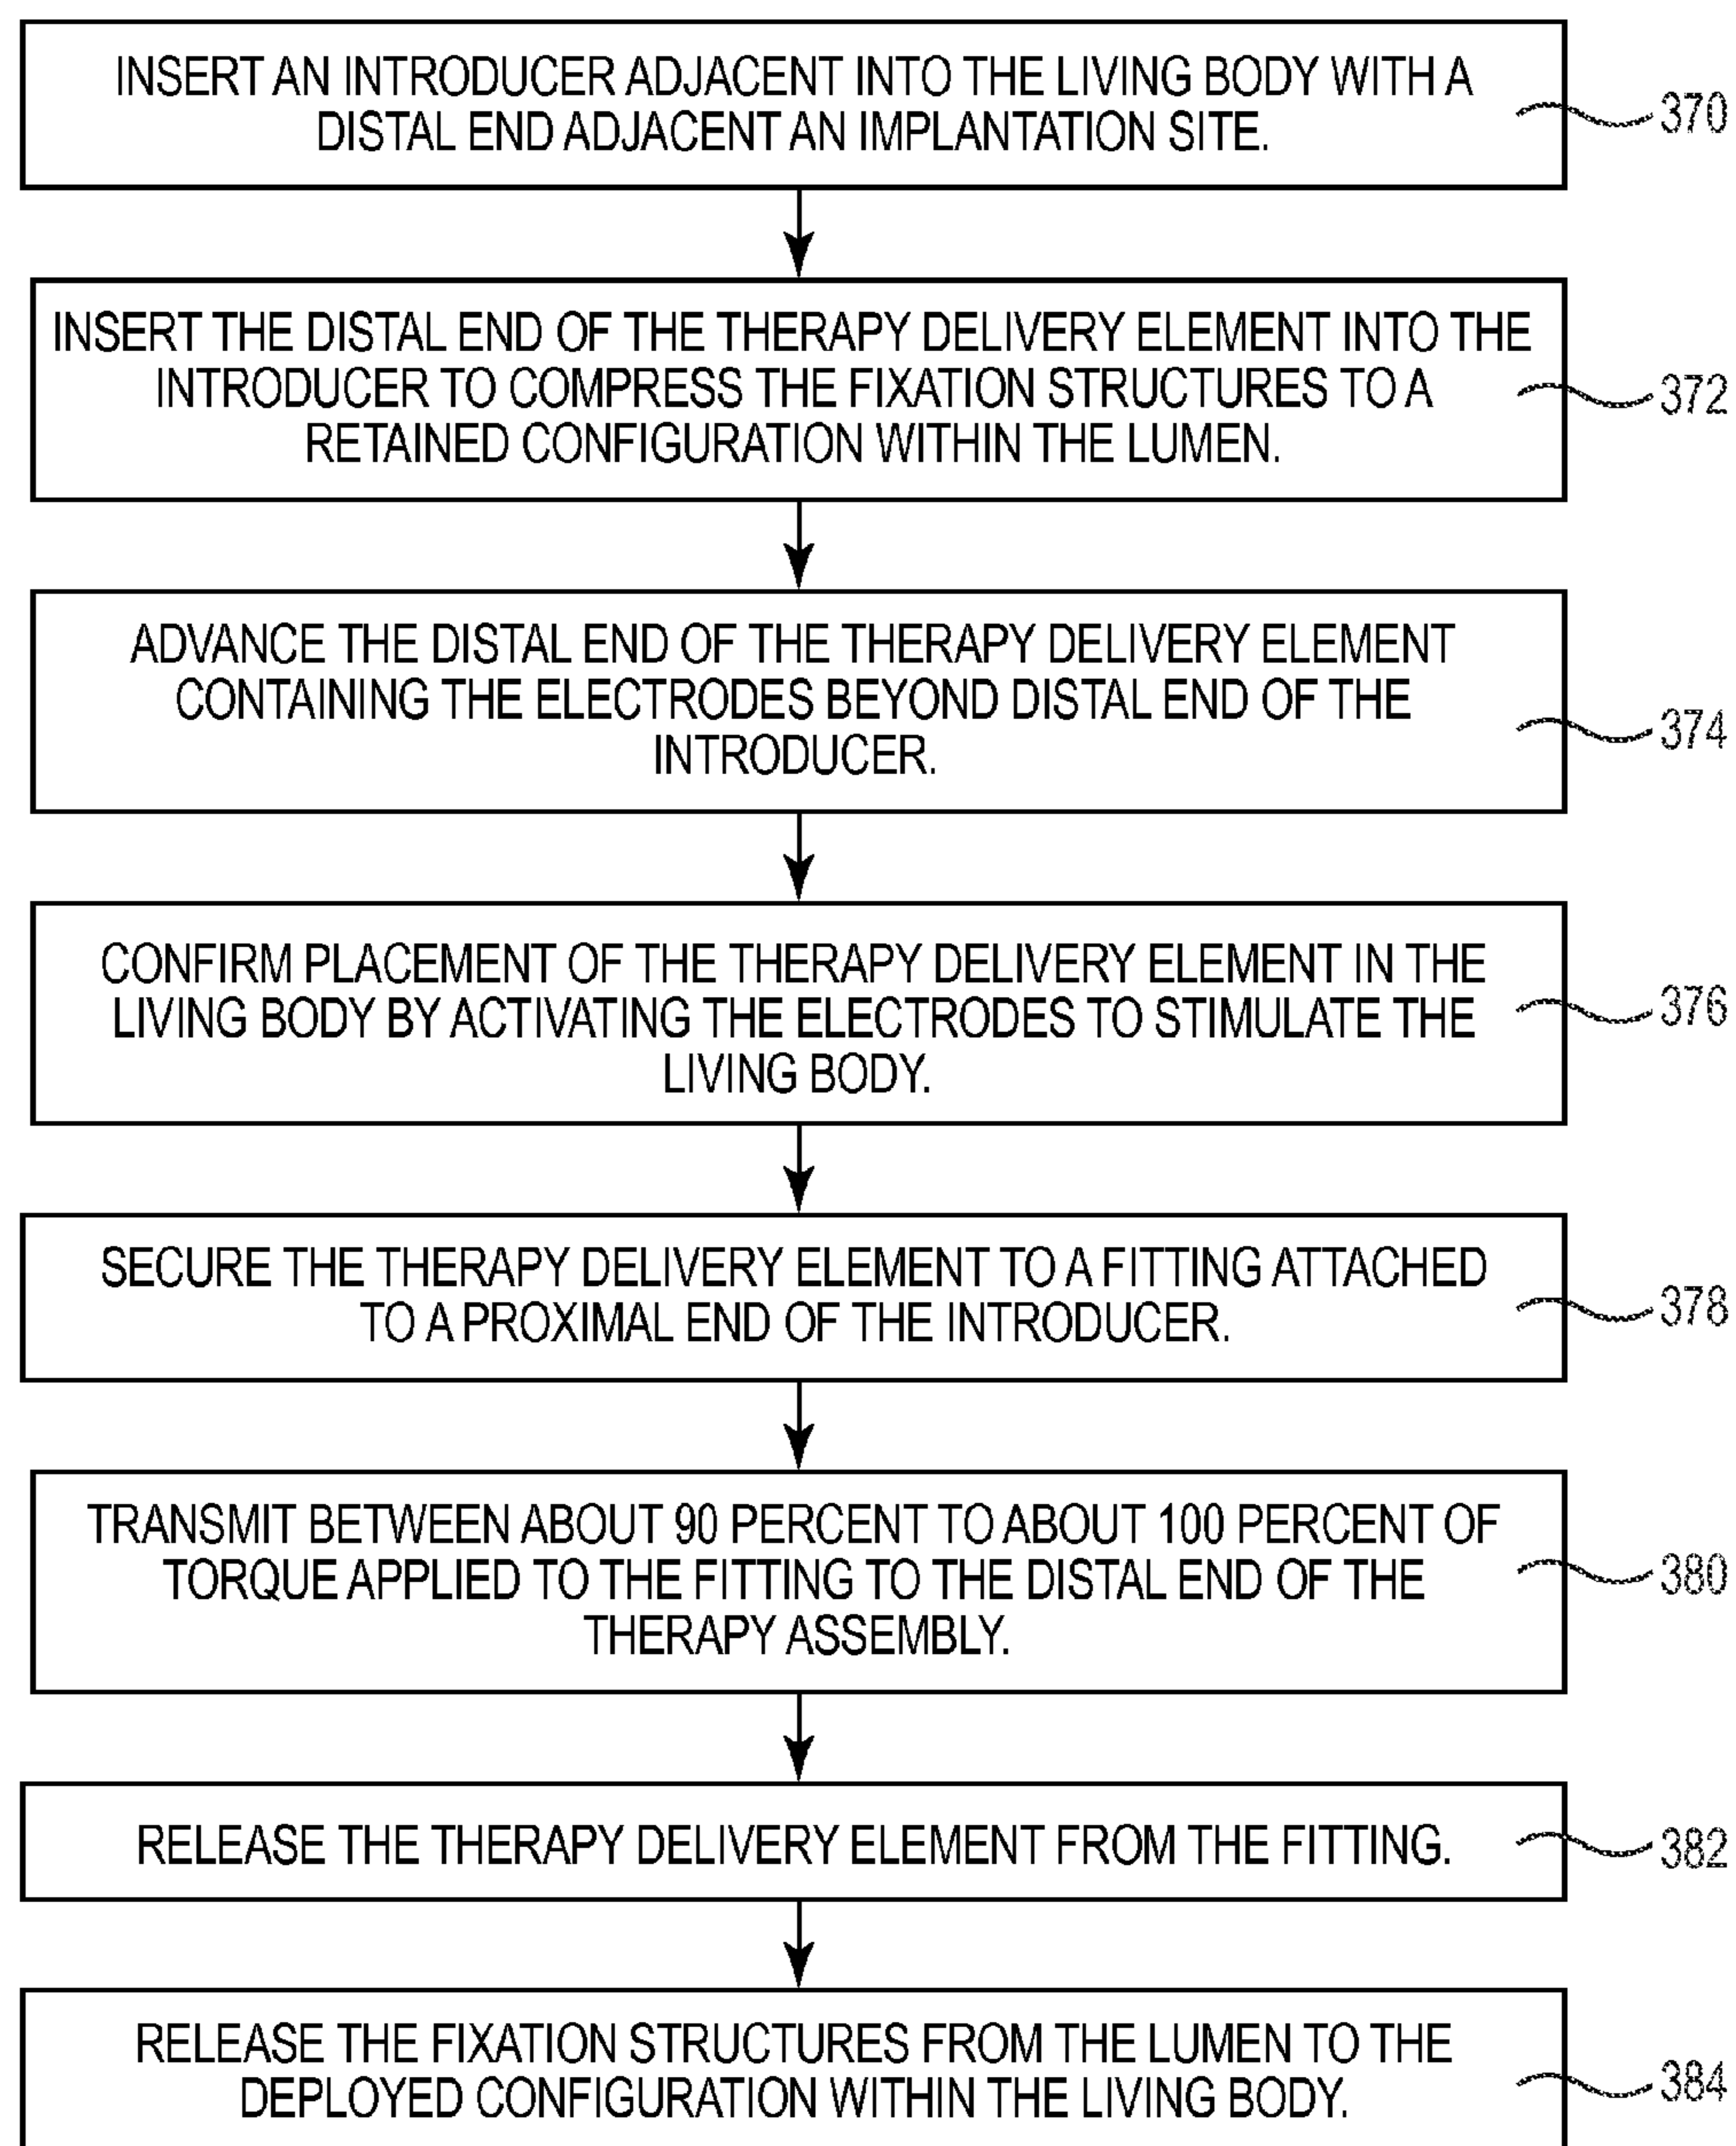 INSERT AN INTRODUCER ADJACENT INTO THE LIVING BODY WITH A
DISTAL END ADJACENT AN IMPLANTATION SITE.
370
INSERT THE DISTAL END OF THE THERAPY DELIVERY ELEMENT INTO THE
INTRODUCER TO COMPRESS THE FIXATION STRUCTURES TO A
RETAINED CONFIGURATION WITHIN THE LUMEN.
372
ADVANCE THE DISTAL END OF THE THERAPY DELIVERY ELEMENT
CONTAINING THE ELECTRODES BEYOND DISTAL END OF THE
INTRODUCER.
374
CONFIRM PLACEMENT OF THE THERAPY DELIVERY ELEMENT IN THE
LIVING BODY BY ACTIVATING THE ELECTRODES TO STIMULATE THE
LIVING BODY.
376
SECURE THE THERAPY DELIVERY ELEMENT TO A FITTING ATTACHED
TO A PROXIMAL END OF THE INTRODUCER.
378
TRANSMIT BETWEEN ABOUT 90 PERCENT TO ABOUT 100 PERCENT OF
TORQUE APPLIED TO THE FITTING TO THE DISTAL END OF THE
THERAPY ASSEMBLY.
380
RELEASE THE THERAPY DELIVERY ELEMENT FROM THE FITTING.
382
RELEASE THE FIXATION STRUCTURES FROM THE LUMEN TO THE
DEPLOYED CONFIGURATION WITHIN THE LIVING BODY.
384